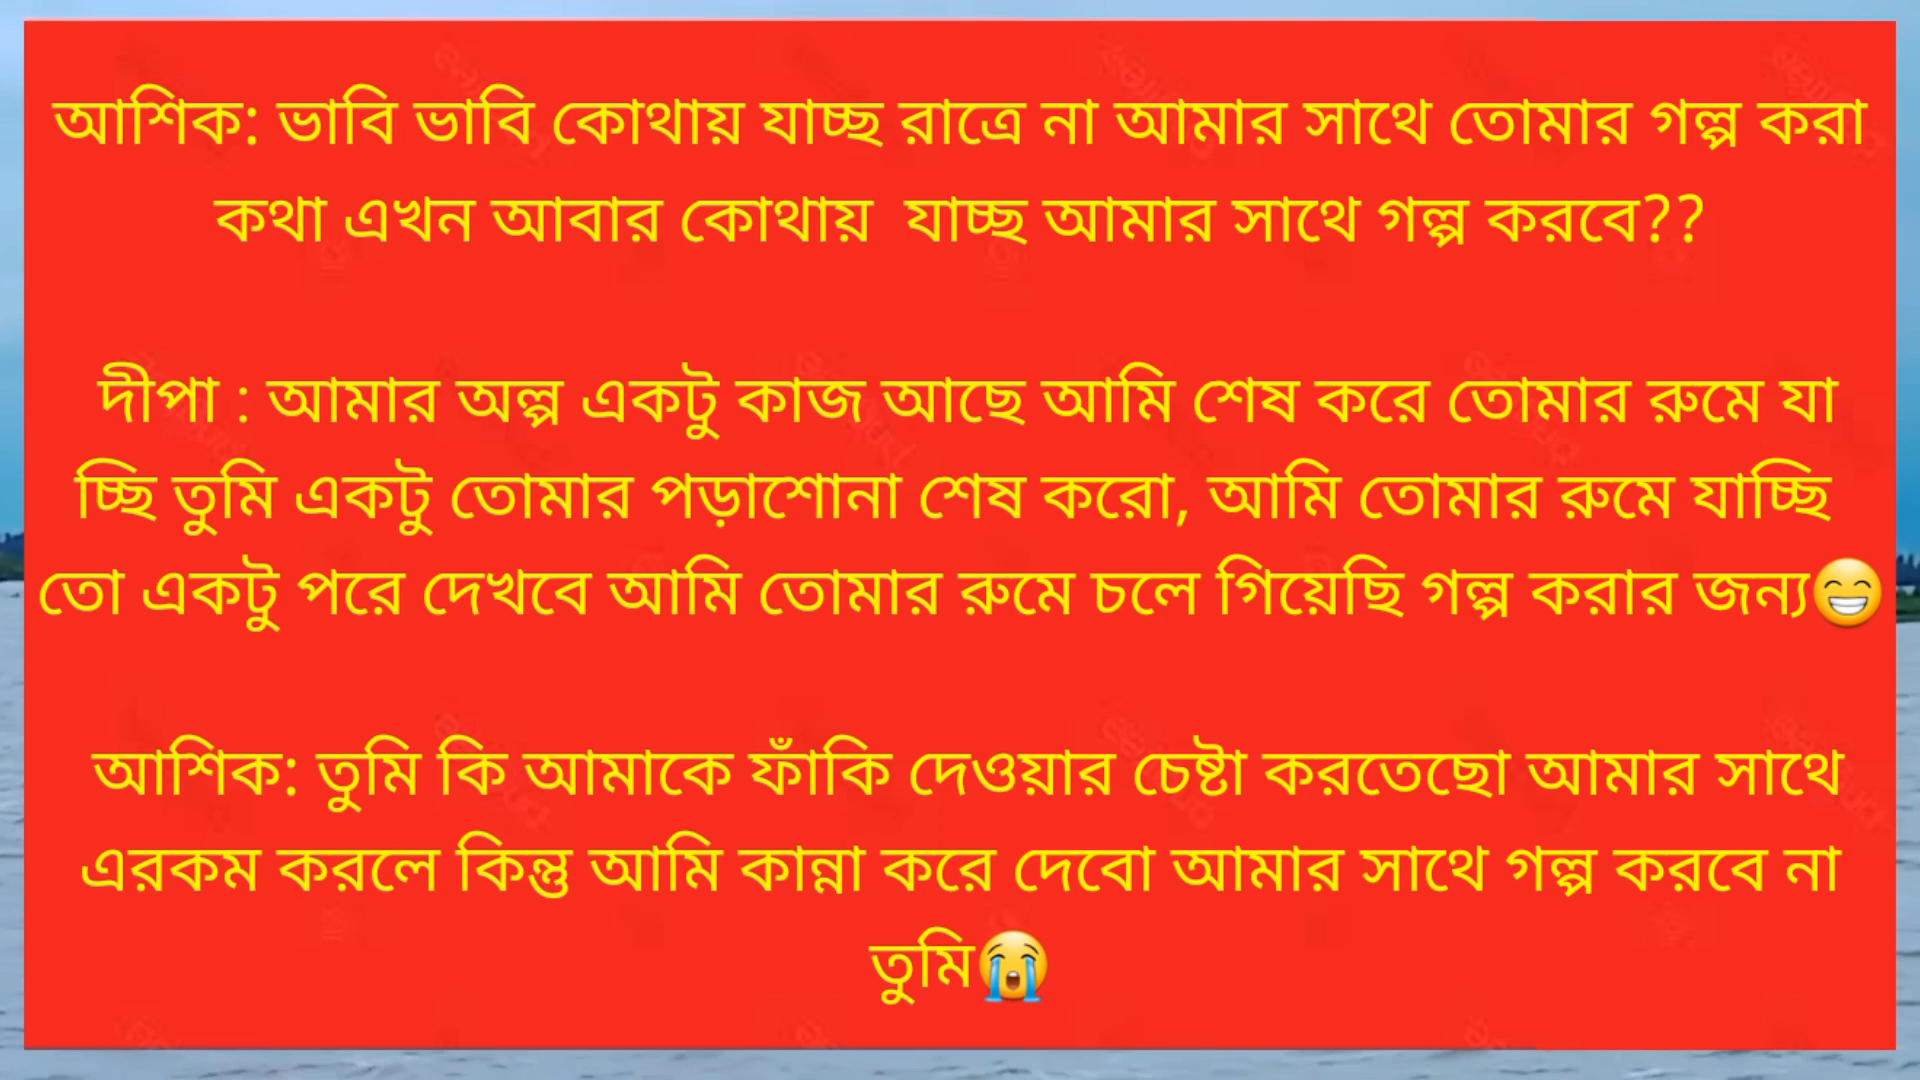 আশিক: ভাবি ভাবি কোথায় যাচ্ছ রাত্রে না আমার সাথে তোমার গল্প করা
কথা এখন আবার কোথায়  যাচ্ছ আমার সাথে গল্প করবে??
দীপা : আমার অল্প একটু কাজ আছে আমি শেষ করে তোমার রুমে যা
চ্ছি তুমি একটু তোমার পড়াশোনা শেষ করো, আমি তোমার রুমে যাচ্ছি
তো একটু পরে দেখবে আমি তোমার রুমে চলে গিয়েছি গল্প করার জন্য😁
আশিক: তুমি কি আমাকে ফাঁকি দেওয়ার চেষ্টা করতেছো আমার সাথে
এরকম করলে কিন্তু আমি কান্না করে দেবো আমার সাথে গল্প করবে না
তুমি😭